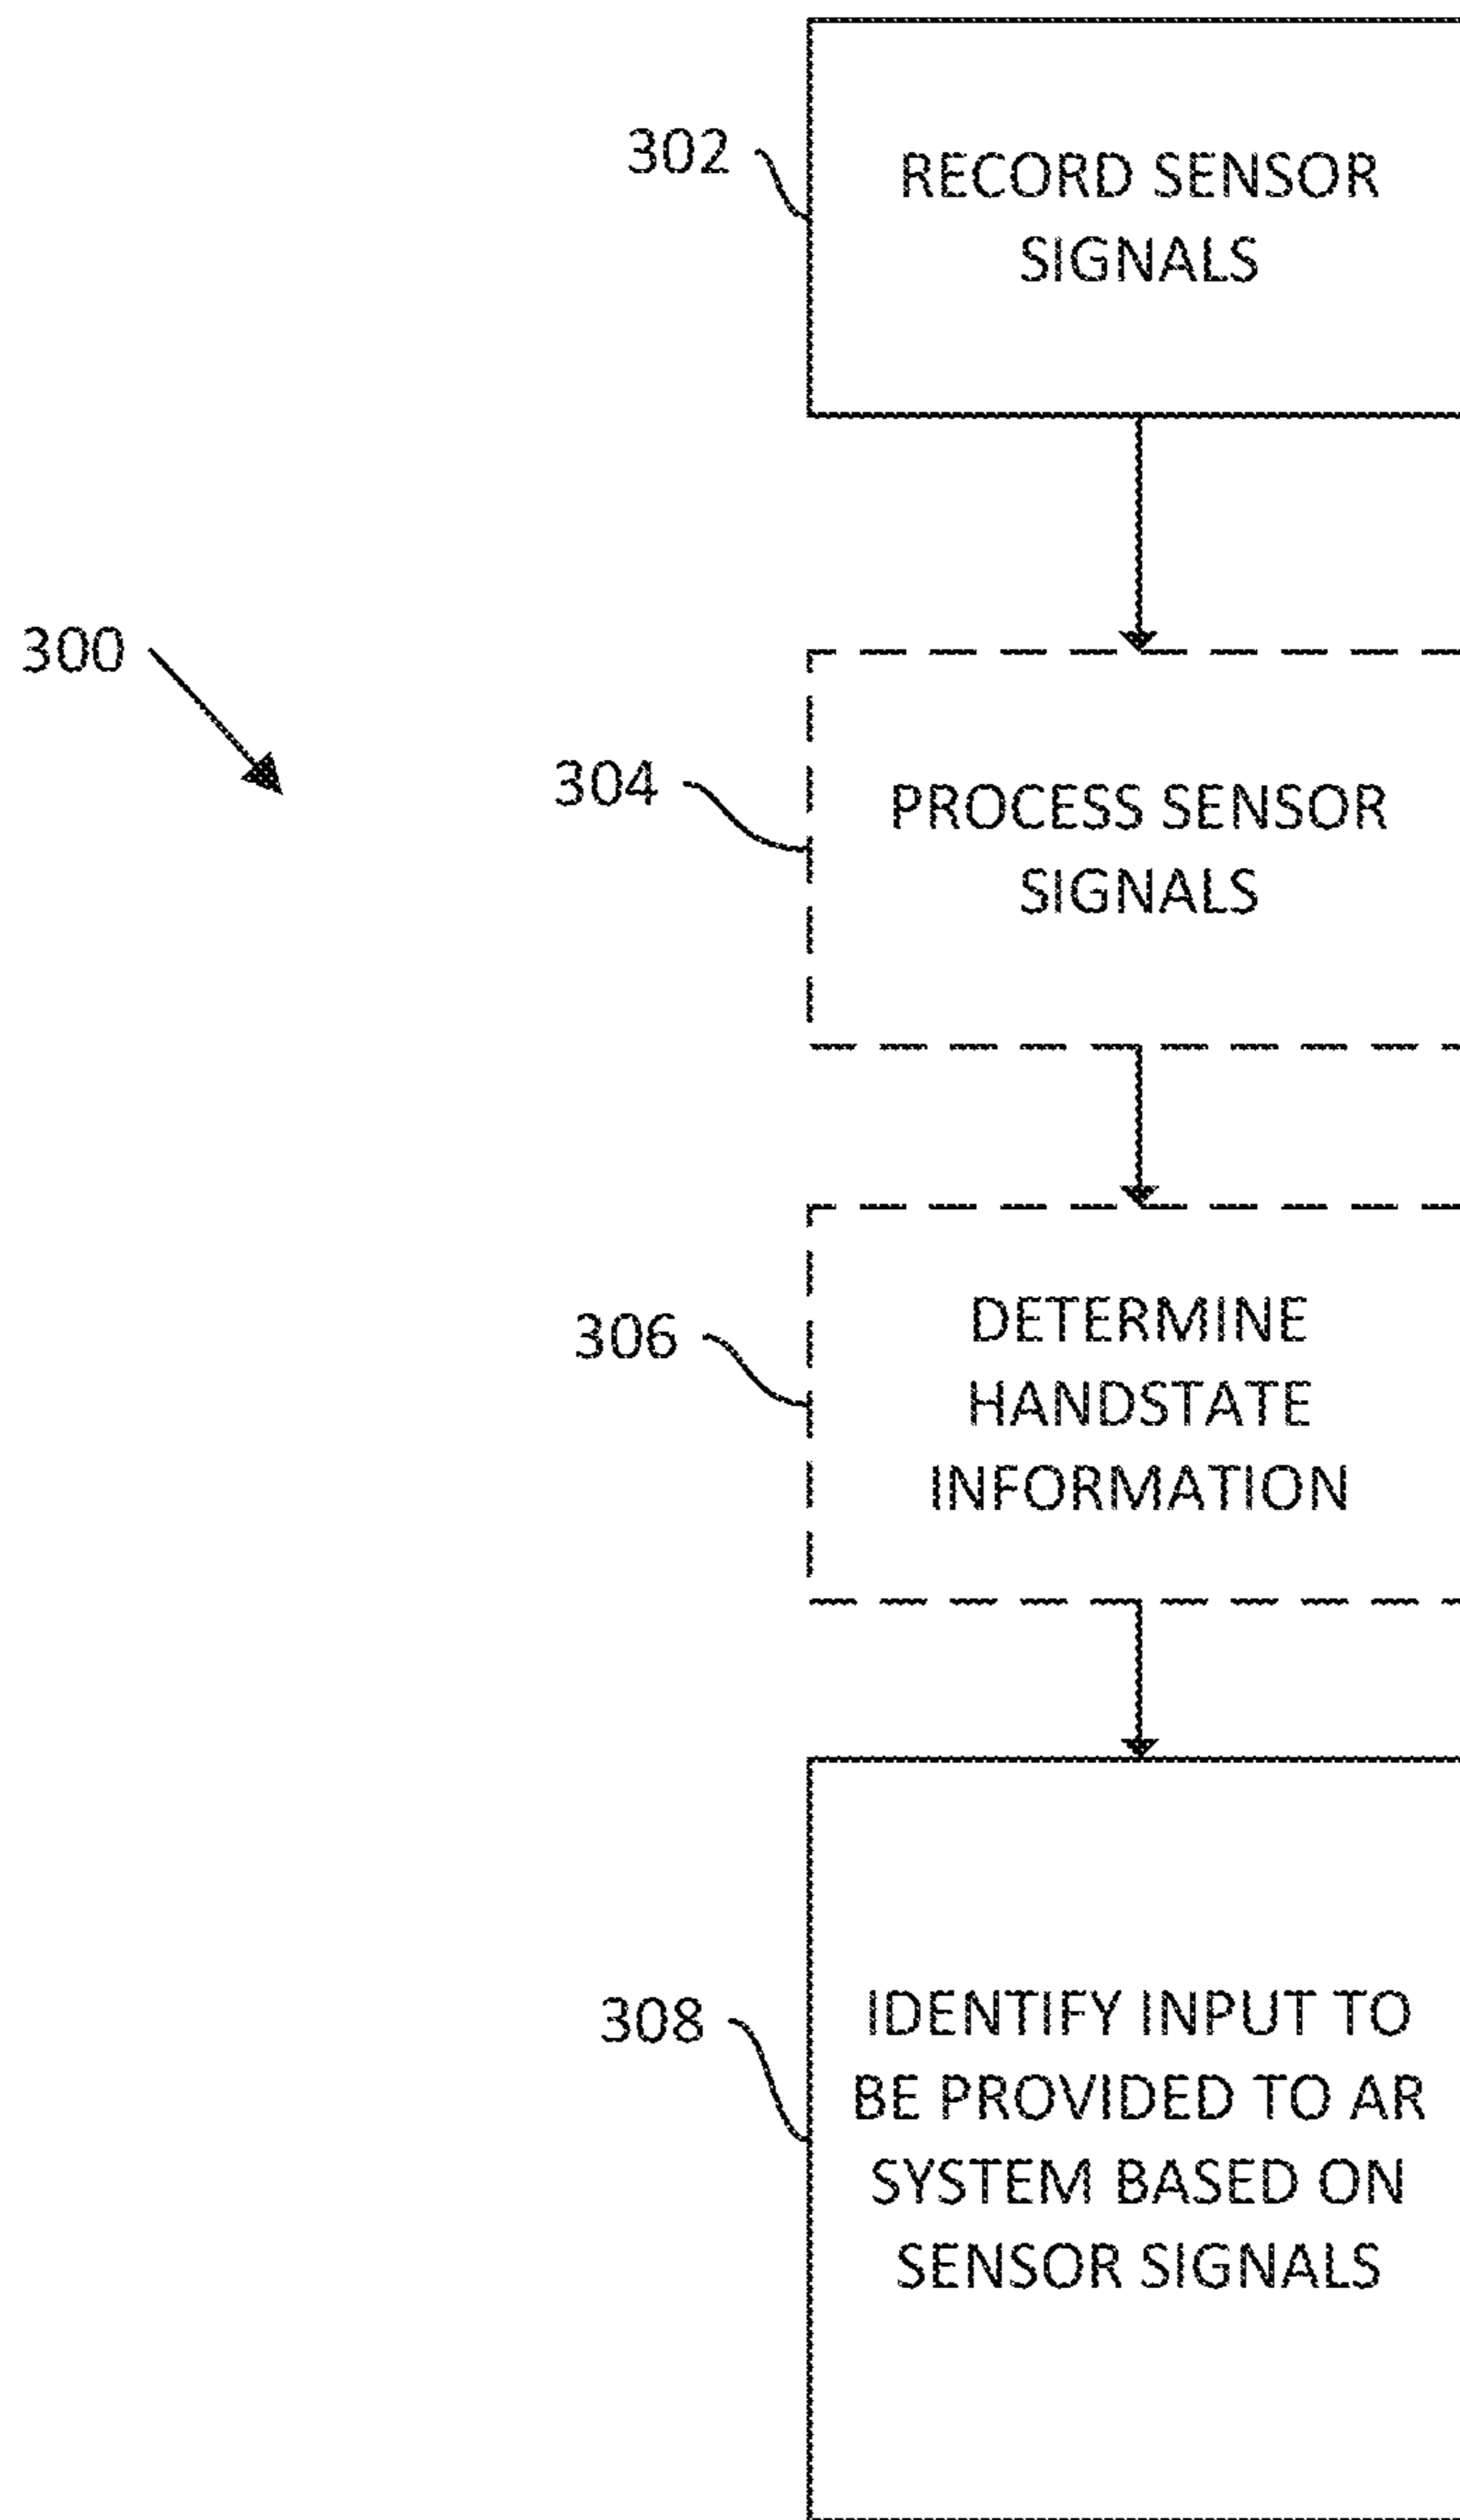 302
RECORD SENSOR
SIGNALS
300
304
PROCESS SENSOR
SIGNALS
306
DETERMINE
HANDSTATE
INFORMATION
308
IDENTIFY INPUT TO
BE PROVIDED TO AR
SYSTEM BASED ON
SENSOR SIGNALS